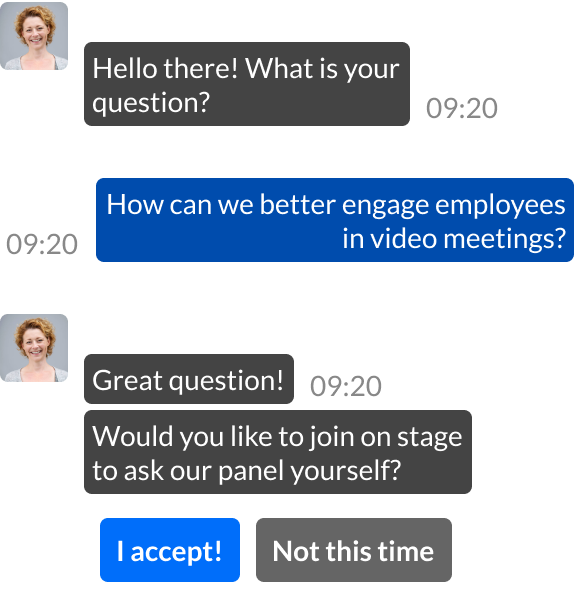 Hello there! What is your
question?
09:20
How can we better engage employees
in video meetings?
09:20
Great question!
09:20
Would you like to join on stage
to ask our panel yourself?
I accept!
Not this time